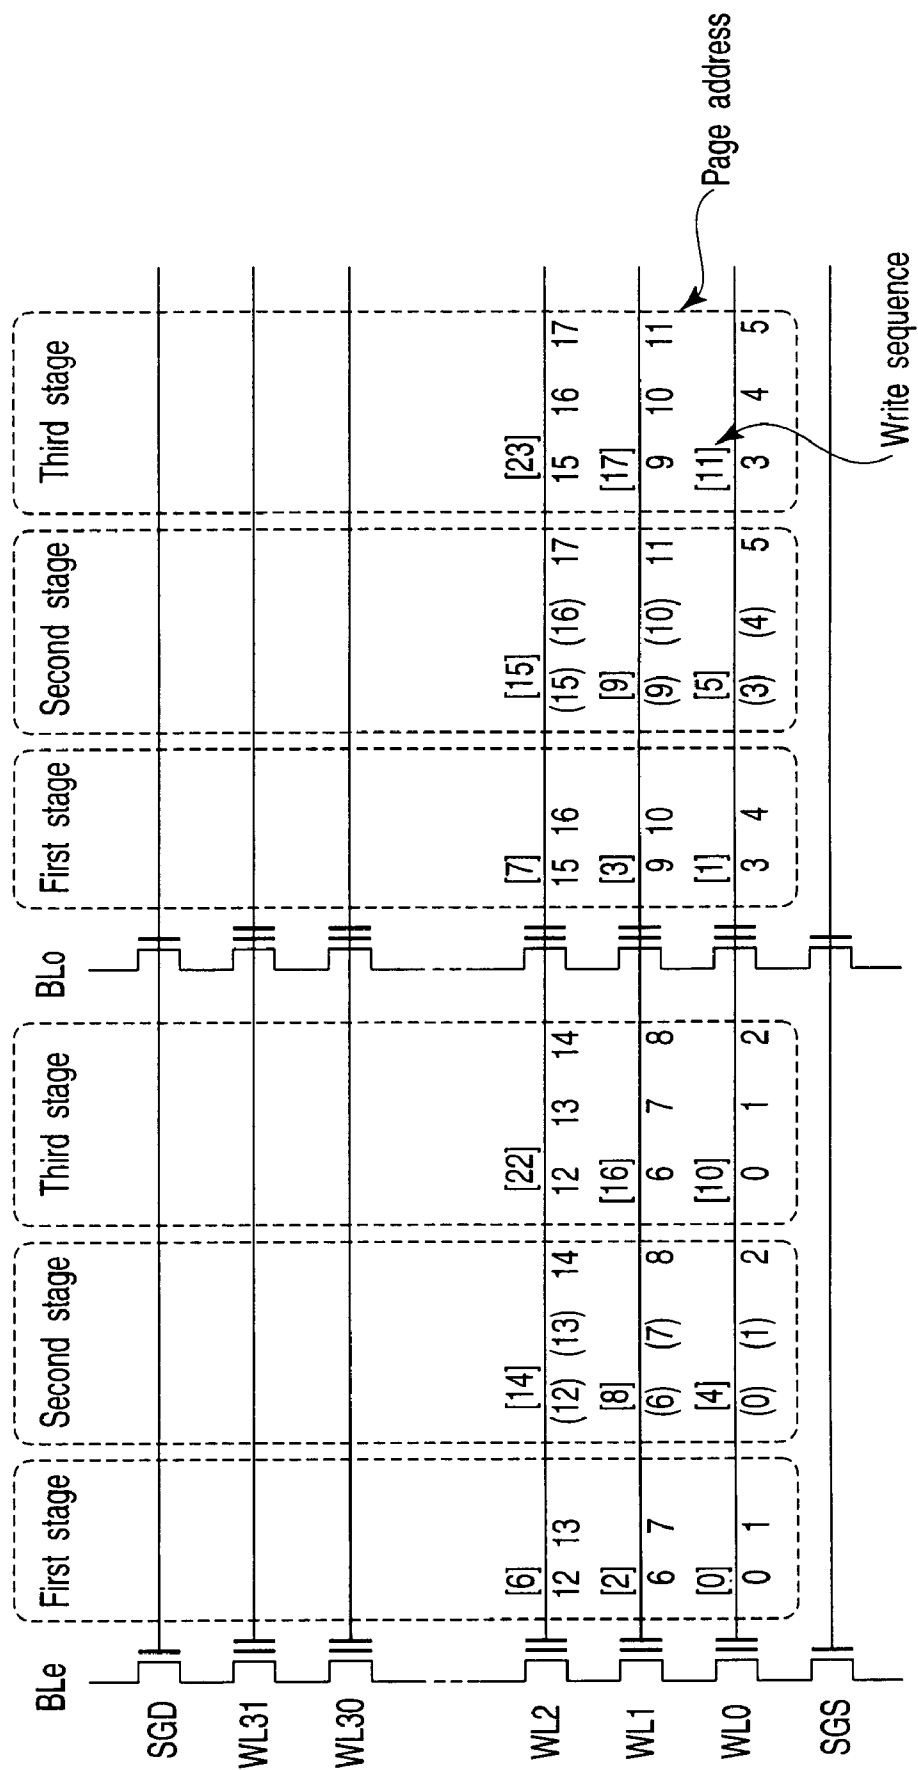 BLe
First stage
Second stage
Third stage
BLo
First stage
Second stage
Third stage
SGD
WL31
WL30
[6] [14] [22] [7] [15] [23]
WL2 12 13 (12) (13) 14 12 13 14 15 16 (15) (16) 17 15 16 17
[2] [8] [16] [3] [9] [17]
WL1 6 7 (6) (7) 8 6 7 8 9 10 (9) (10) 11 9 10 11
[0] [4] [10] [1] [5] [11]
WL0 0 1 (0) (1) 2 0 1 2 3 4 (3) (4) 5 3 4 5
SGS
Page address
Write sequence